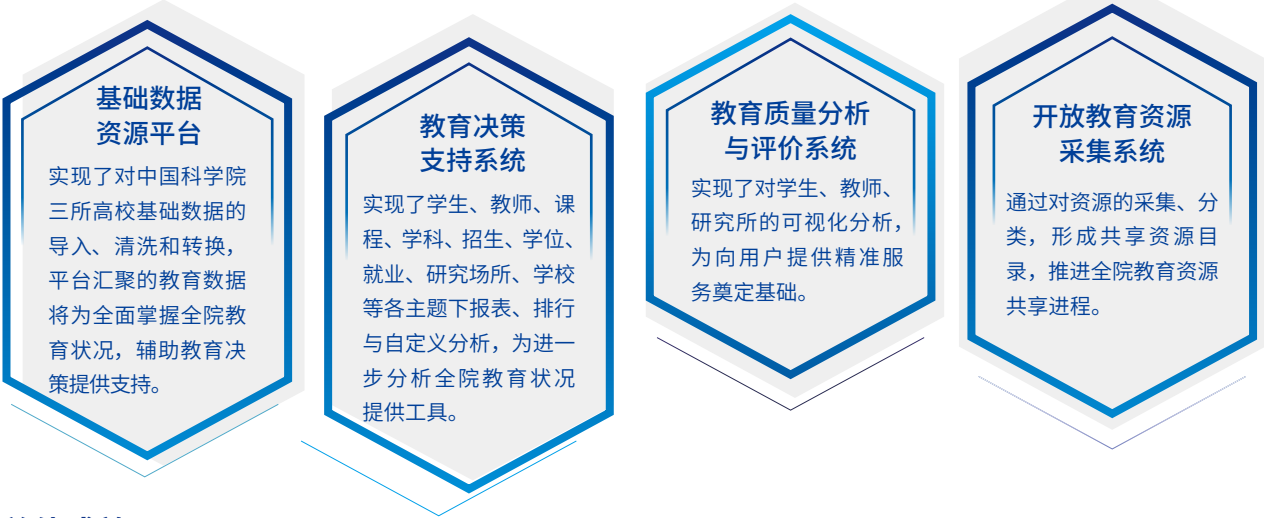 基础数据
资源平台
实现了对中国科学院
三所高校基础数据的
导入、清洗和转换，
平台汇聚的教育数据
将为全面掌握全院教
育状况，辅助教育决
策提供支持。
教育决策
支持系统
实现了学生、教师、课
程、学科、招生、学位、
就业、研究场所、学校
等各主题下报表、排行
与自定义分析，为进一
步分析全院教育状况
提供工具。
教育质量分析
与评价系统
实现了对学生、教师、
研究所的可视化分析，
为向用户提供精准服
务奠定基础。
开放教育资源
采集系统
通过对资源的采集、分
类，形成共享资源目
录，推进全院教育资源
共享进程。